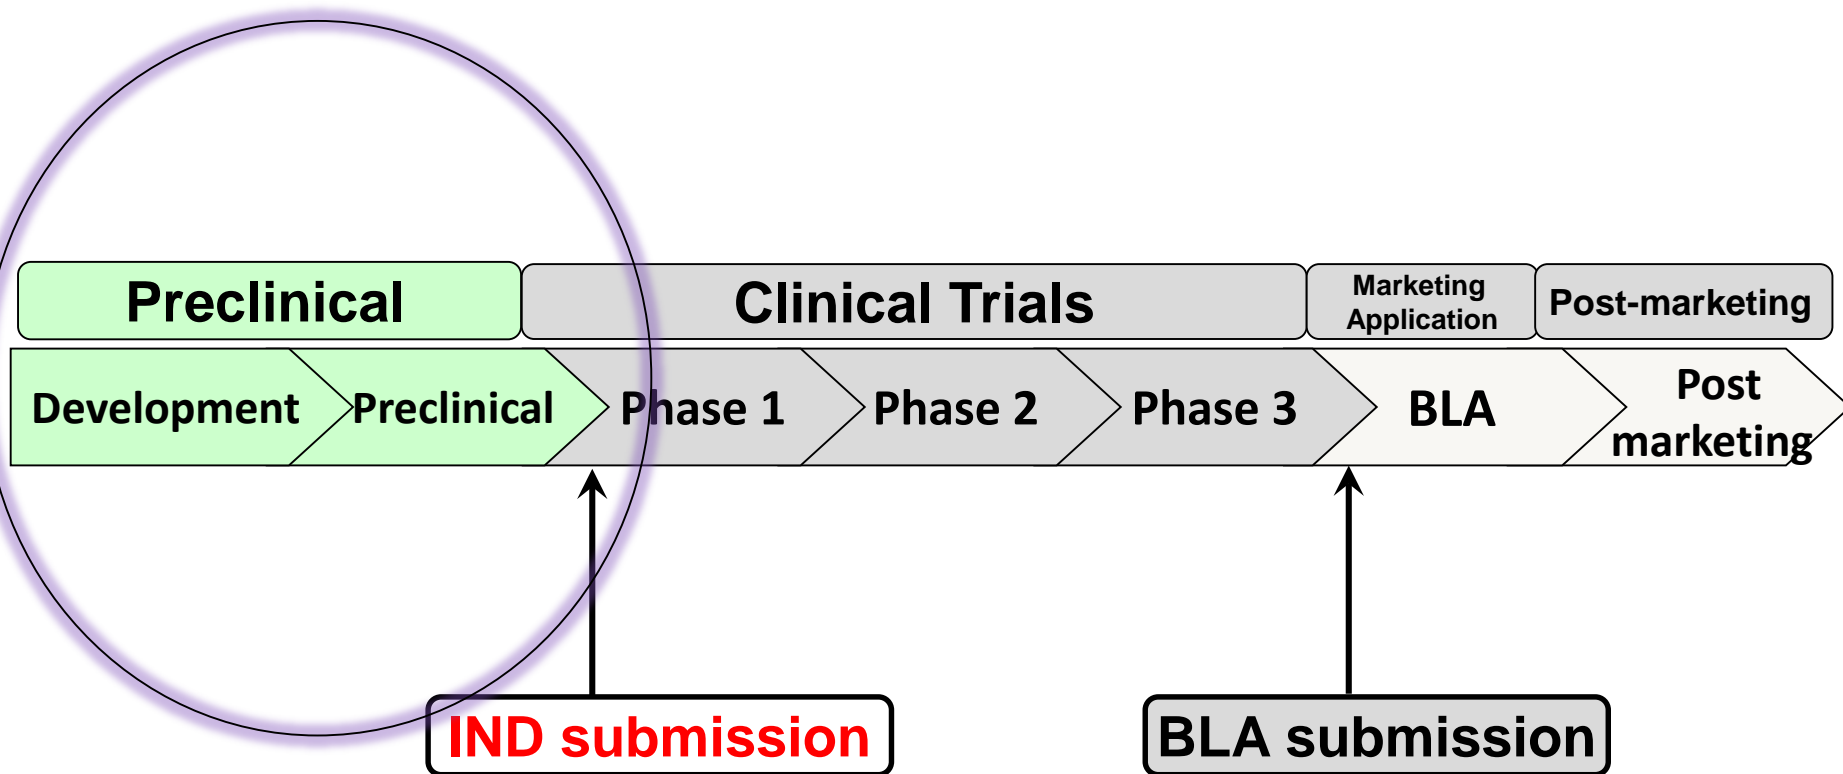 Preclinical
Clinical Trials
Marketing
Application
Post-marketing
Development
Preclinical
Phase 1
Phase 2
Phase 3
BLA
Post
marketing
IND submission
BLA submission